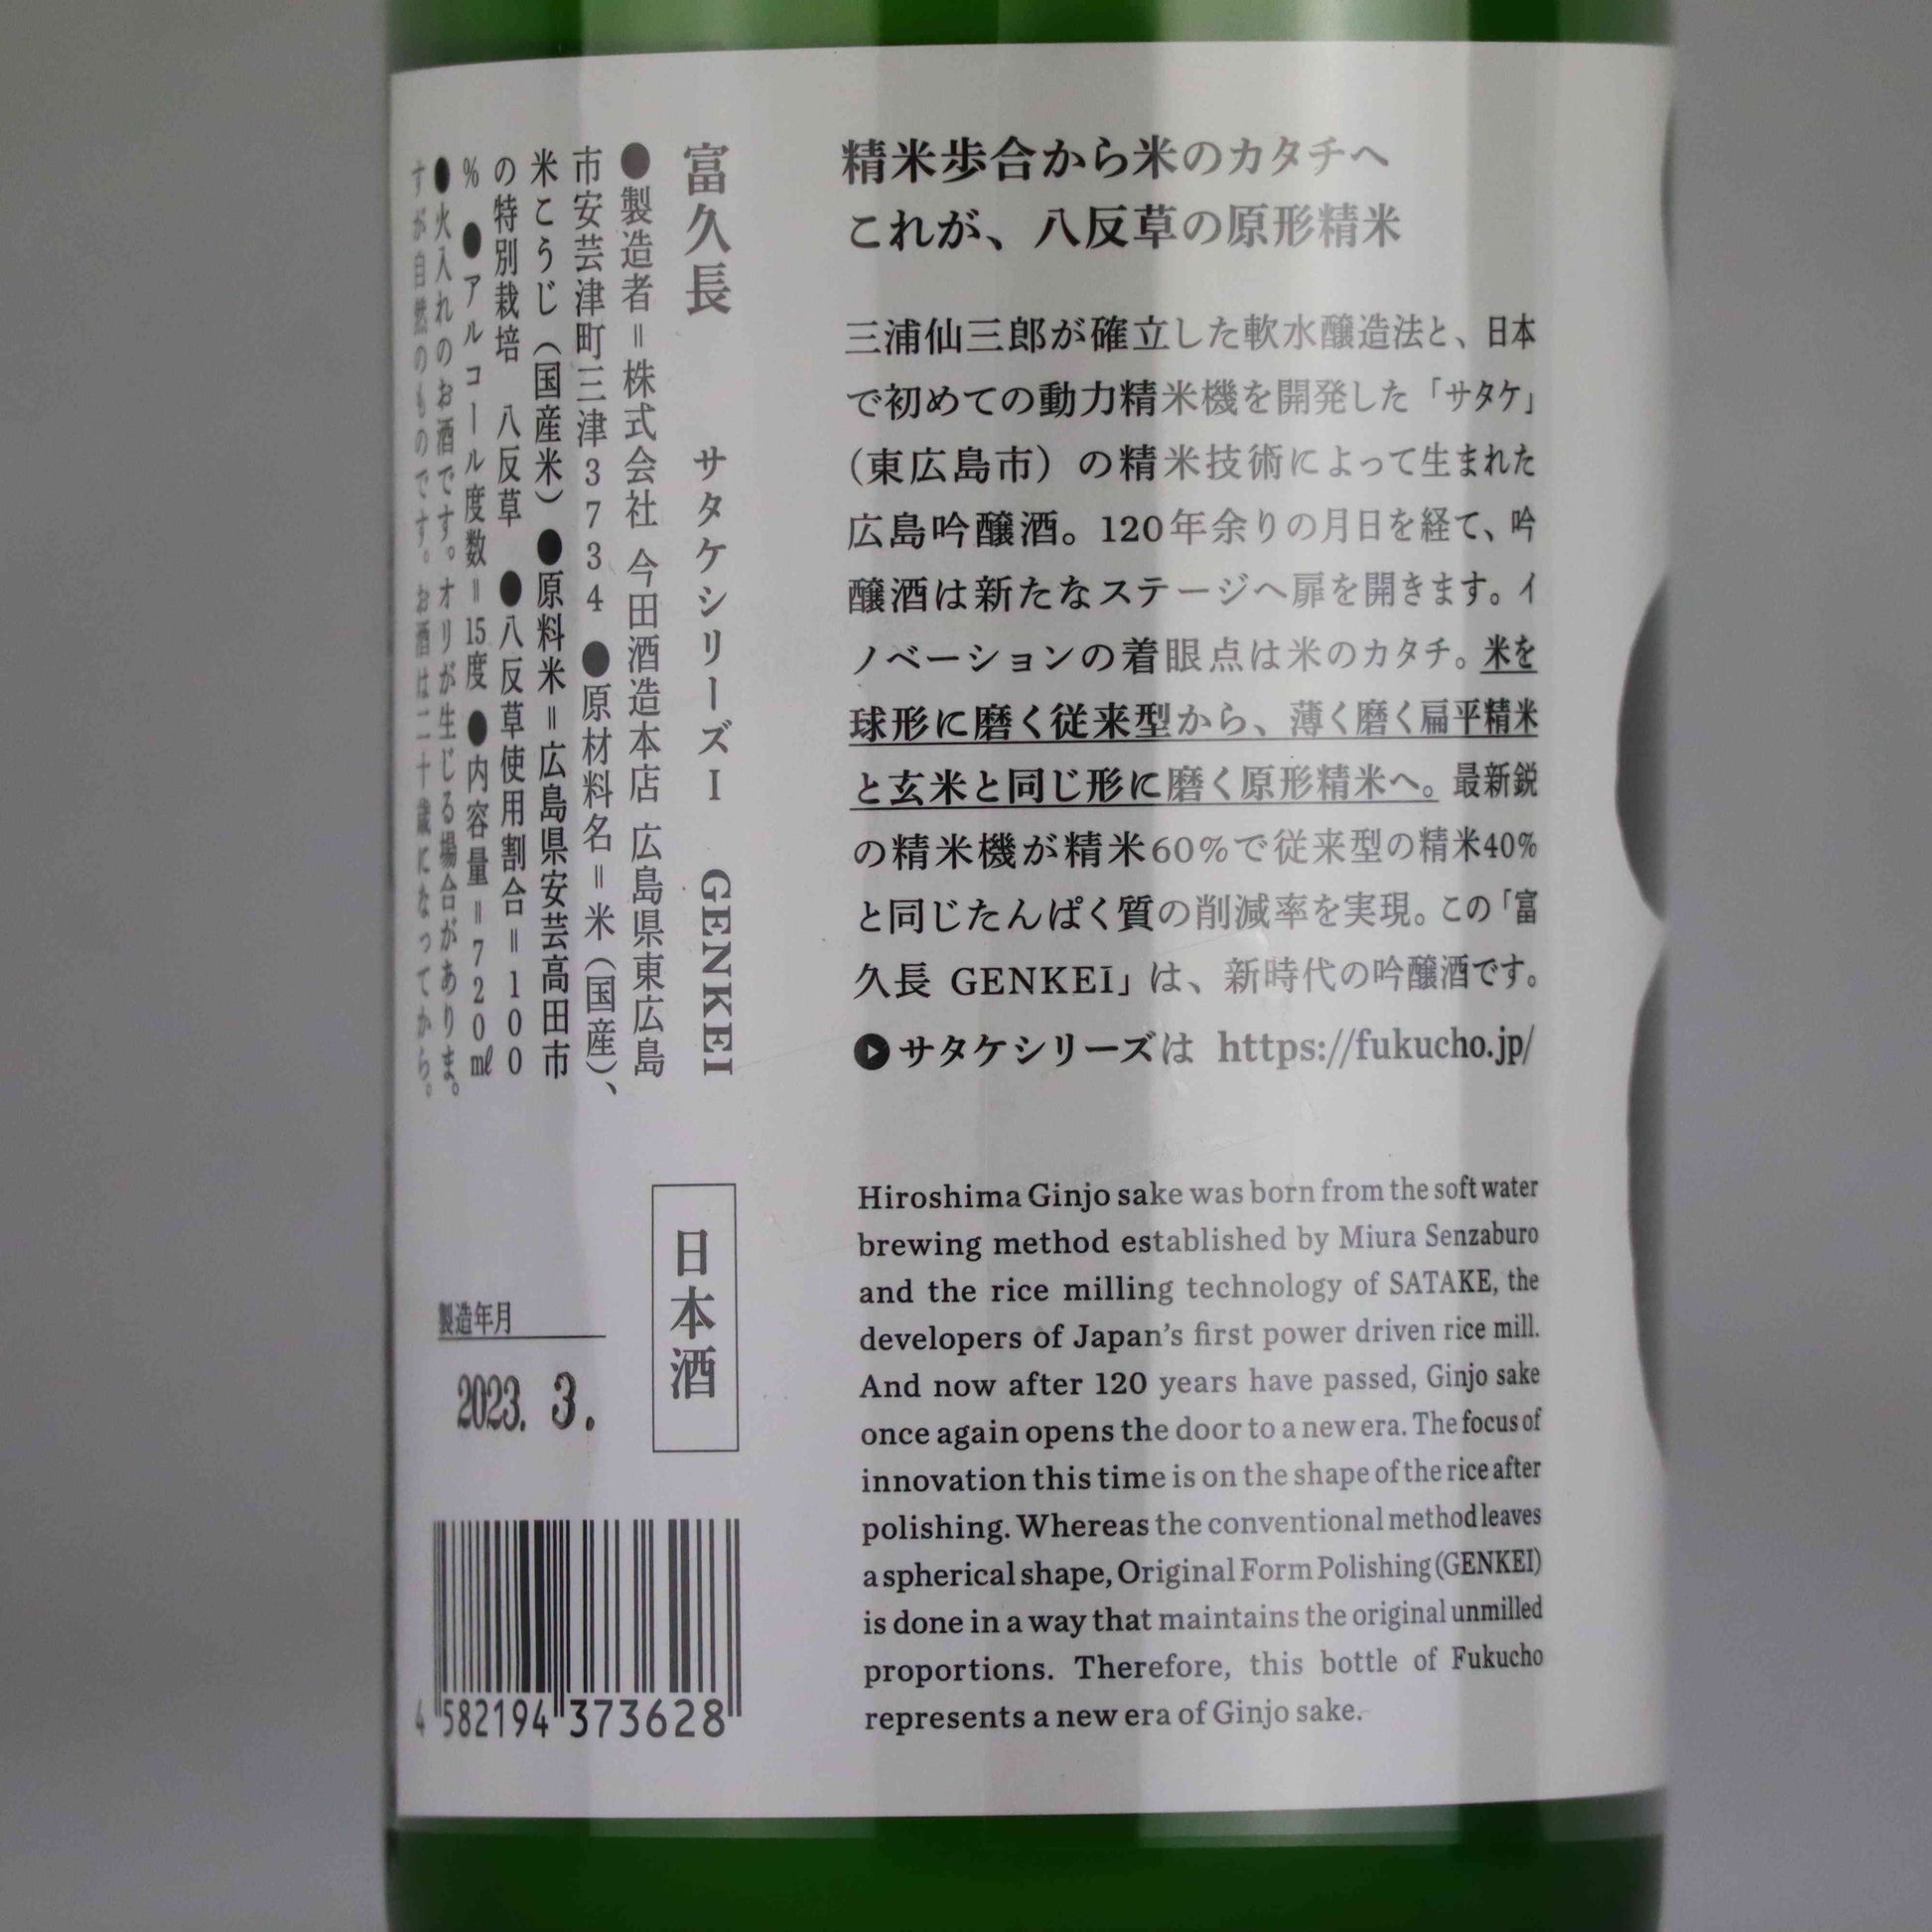 精米歩合から米のカタチへ
これが、八反草の原形精米
三浦仙三郎が確立した軟水醸造法と、日本
で初めての動力精米機を開発した「サタケ」
（東広島市）の精米技術によって生まれた
広島吟醸酒。120年余りの月日を経て、吟
醸酒は新たなステージへ扉を開きます。イ
ノベーションの着眼点は米のカタチ。米を
球形に磨く従来型から、薄く磨く扁平精米
と玄米と同じ形に磨く原形精米へ。最新鋭
の精米機が精米60%で従来型の精米40%
と同じたんぱく質の削減率を実現。この「富
久長 GENKEI」は、新時代の吟醸酒です。
サタケシリーズは https://fukucho.jp/
Hiroshima Ginjo sake was born from the soft water
brewing method established by Miura Senzaburo
and the rice milling technology of SATAKE, the
developers of Japan's first power driven rice mill.
And now after 120 years have passed, Ginjo sake
once again opens the door to a new era. The focus of
innovation this time is on the shape of the rice after
polishing. Whereas the conventional method leaves
a spherical shape, Original Form Polishing (GENKEI)
is done in a way that maintains the original unmilled
proportions. Therefore, this bottle of Fukucho
represents a new era of Ginjo sake.
富久長 サタケシリーズI GENKEI
●製造者＝株式会社 今田酒造本店 広島県東広島
市安芸津町三津3734 ●原材料名＝米（国産）、
米こうじ（国産米） ●原料米＝広島県安芸高田市
の特別栽培 八反草 ●八反草使用割合＝100
% ●アルコール度数＝15度 ●内容量＝720㎖
●火入れのお酒です。オリが生じる場合がありま
すが自然のものです。お酒は二十歳になってから。
日本酒
製造年月
2023. 3.
4 582194 373628